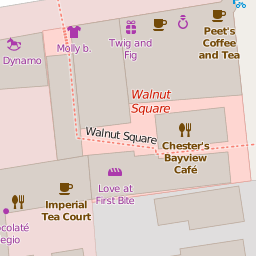 Peet's
Coffee
and Tea
Twig and
Fig
Molly b.
Dynamo
Walnut
Square
Walnut Square
Chester's
Bayview
Café
Love at
First Bite
Imperial
Tea Court
ocolaté
egio